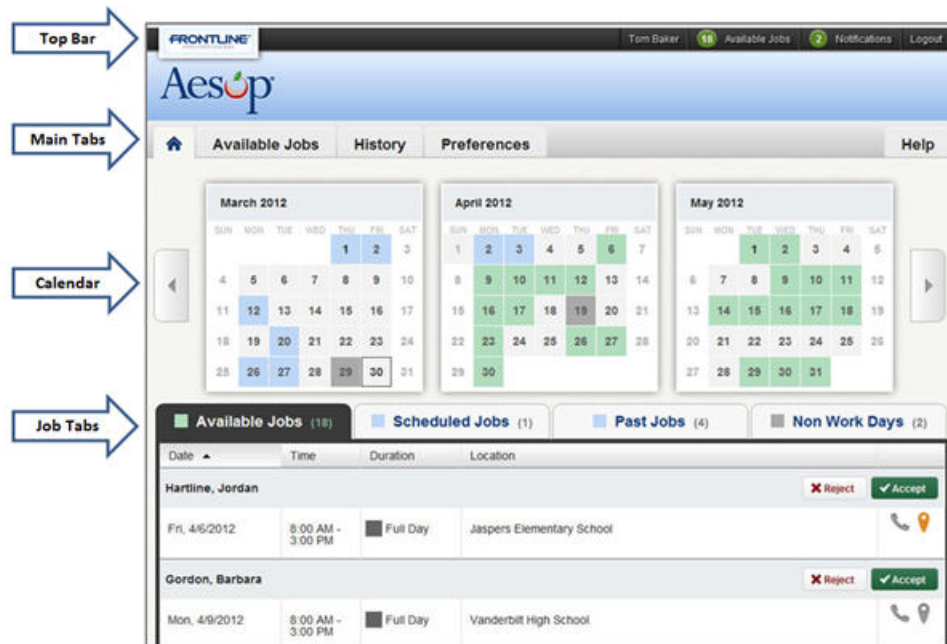 Top Bar
FRONTLINE
Tom Baker 18 Available Jobs 2 Notifications Logout
Aesop
Main Tabs
Available Jobs History Preferences Help
March 2012 April 2012 May 2012
SUN MON TUE WED THU FRI SAT SUN MON TUE WED THU FRI SAT SUN MON TUE WED THU FRI SAT
1 2 3 1 2 3 4 5 6 7 1 2 3 4 5
Calendar
4 5 6 7 8 9 10 8 9 10 11 12 13 14 6 7 8 9 10 11 12
11 12 13 14 15 16 17 15 16 17 18 19 20 21 13 14 15 16 17 18 19
18 19 20 21 22 23 24 22 23 24 25 26 27 28 20 21 22 23 24 25 26
25 26 27 28 29 30 31 29 30 27 28 29 30 31
Job Tabs
Available Jobs (18) Scheduled Jobs (1) Past Jobs (4) Non Work Days (2)
Date Time Duration Location
Hartline, Jordan Reject Accept
Fri, 4/6/2012 8:00 AM - Full Day Jaspers Elementary School
3:00 PM
Gordon, Barbara Reject Accept
Mon, 4/9/2012 8:00 AM - Full Day Vanderbilt High School
3:00 PM